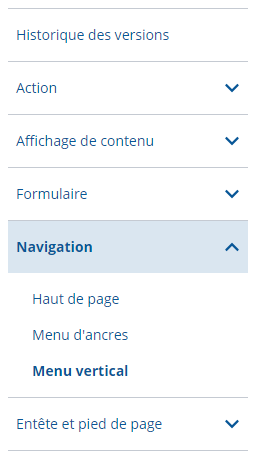 Historique des versions
Action
Affichage de contenu
Formulaire
Navigation
Haut de page
Menu d'ancres
Menu vertical
Entête et pied de page